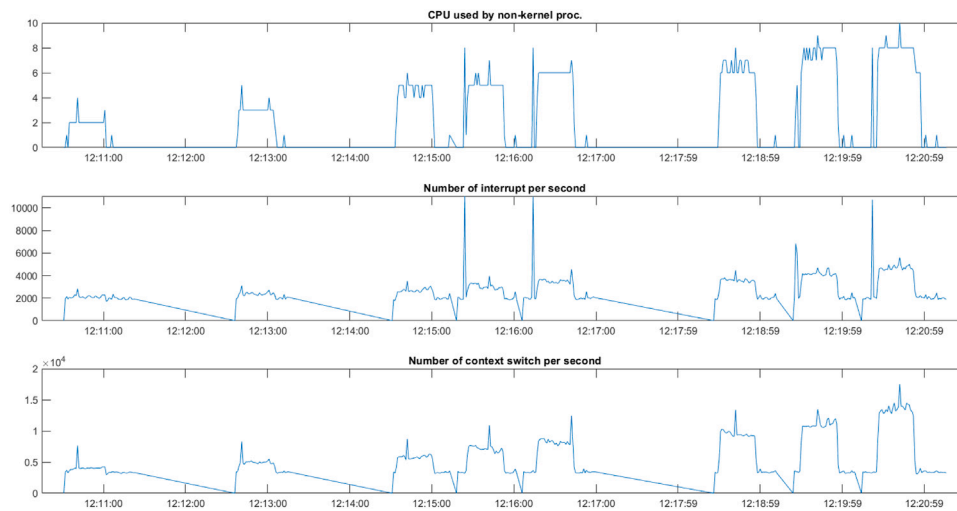 CPU used by non-kernel proc.
10
8
6
4
2
0
12:11:00 12:12:00 12:13:00 12:14:00 12:15:00 12:16:00 12:17:00 12:17:59 12:18:59 12:19:59 12:20:59
Number of interrupt per second
10000
8000
6000
4000
2000
0
12:11:00 12:12:00 12:13:00 12:14:00 12:15:00 12:16:00 12:17:00 12:17:59 12:18:59 12:19:59 12:20:59
×10⁴ Number of context switch per second
2
1.5
1
0.5
0
12:11:00 12:12:00 12:13:00 12:14:00 12:15:00 12:16:00 12:17:00 12:17:59 12:18:59 12:19:59 12:20:59